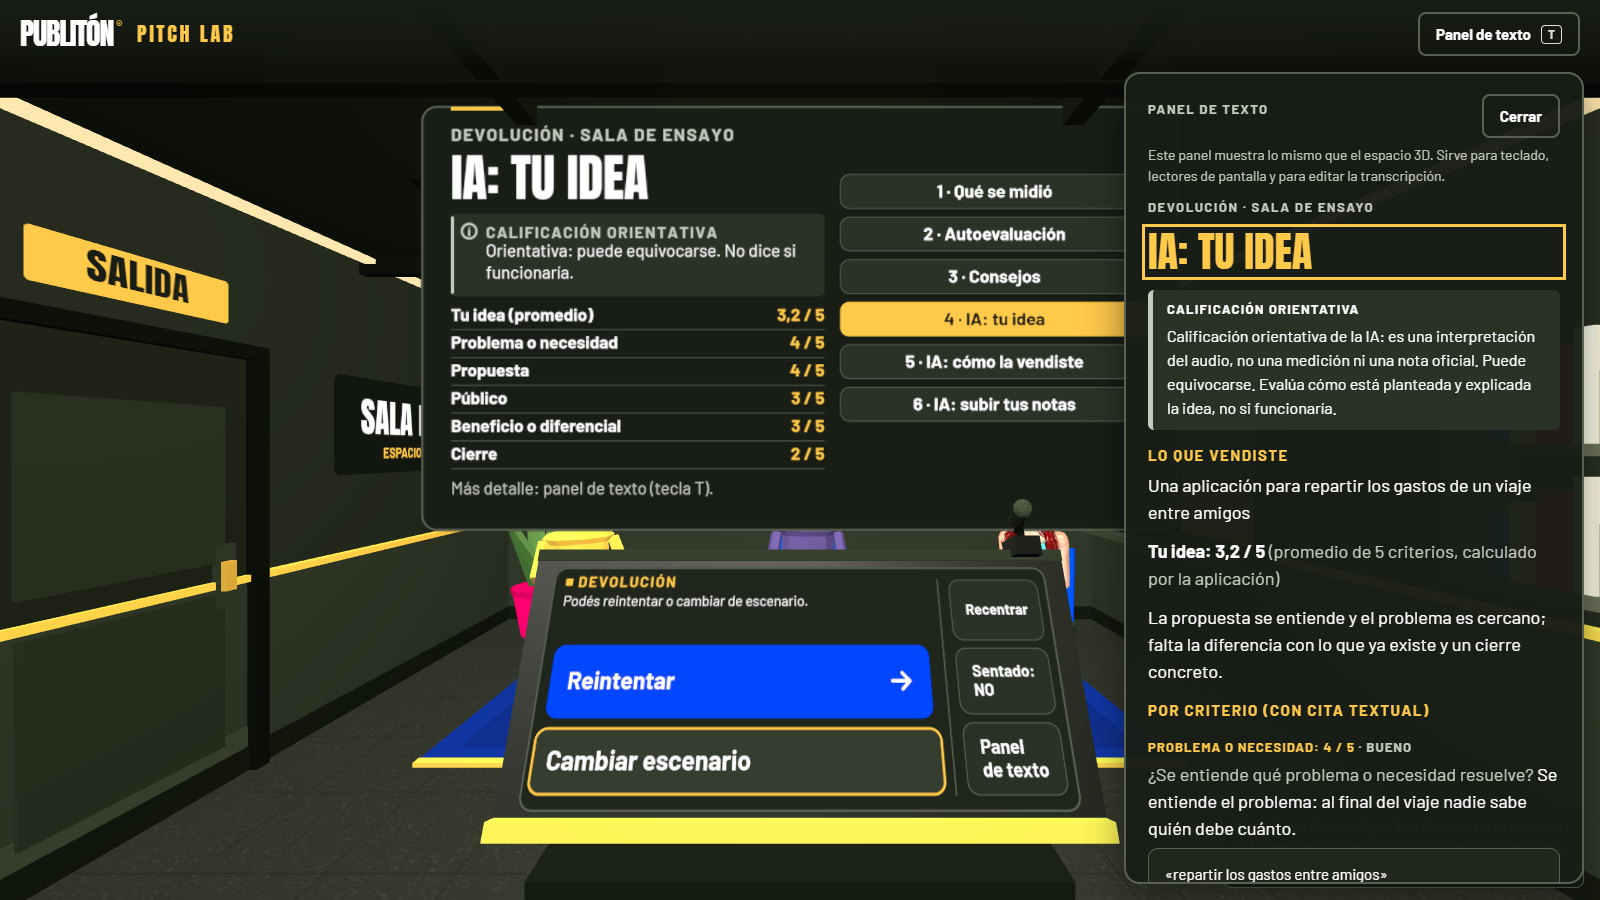 PUBLITÓN PITCH LAB
Panel de texto T
SALIDA
SALA
ESPACIO
DEVOLUCIÓN · SALA DE ENSAYO
IA: TU IDEA
CALIFICACIÓN ORIENTATIVA
Orientativa: puede equivocarse. No dice si
funcionaría.
Tu idea (promedio) 3,2 / 5
Problema o necesidad 4 / 5
Propuesta 4 / 5
Público 3 / 5
Beneficio o diferencial 3 / 5
Cierre 2 / 5
Más detalle: panel de texto (tecla T).
1 · Qué se midió
2 · Autoevaluación
3 · Consejos
4 · IA: tu idea
5 · IA: cómo la vendiste
6 · IA: subir tus notas
DEVOLUCIÓN
Podés reintentar o cambiar de escenario.
Reintentar
Cambiar escenario
Recentrar
Sentado:
NO
Panel
de texto
PANEL DE TEXTO
Cerrar
Este panel muestra lo mismo que el espacio 3D. Sirve para teclado,
lectores de pantalla y para editar la transcripción.
DEVOLUCIÓN · SALA DE ENSAYO
IA: TU IDEA
CALIFICACIÓN ORIENTATIVA
Calificación orientativa de la IA: es una interpretación
del audio, no una medición ni una nota oficial. Puede
equivocarse. Evalúa cómo está planteada y explicada
la idea, no si funcionaría.
LO QUE VENDISTE
Una aplicación para repartir los gastos de un viaje
entre amigos
Tu idea: 3,2 / 5 (promedio de 5 criterios, calculado
por la aplicación)
La propuesta se entiende y el problema es cercano;
falta la diferencia con lo que ya existe y un cierre
concreto.
POR CRITERIO (CON CITA TEXTUAL)
PROBLEMA O NECESIDAD: 4 / 5 · BUENO
¿Se entiende qué problema o necesidad resuelve? Se
entiende el problema: al final del viaje nadie sabe
quién debe cuánto.
«repartir los gastos entre amigos»